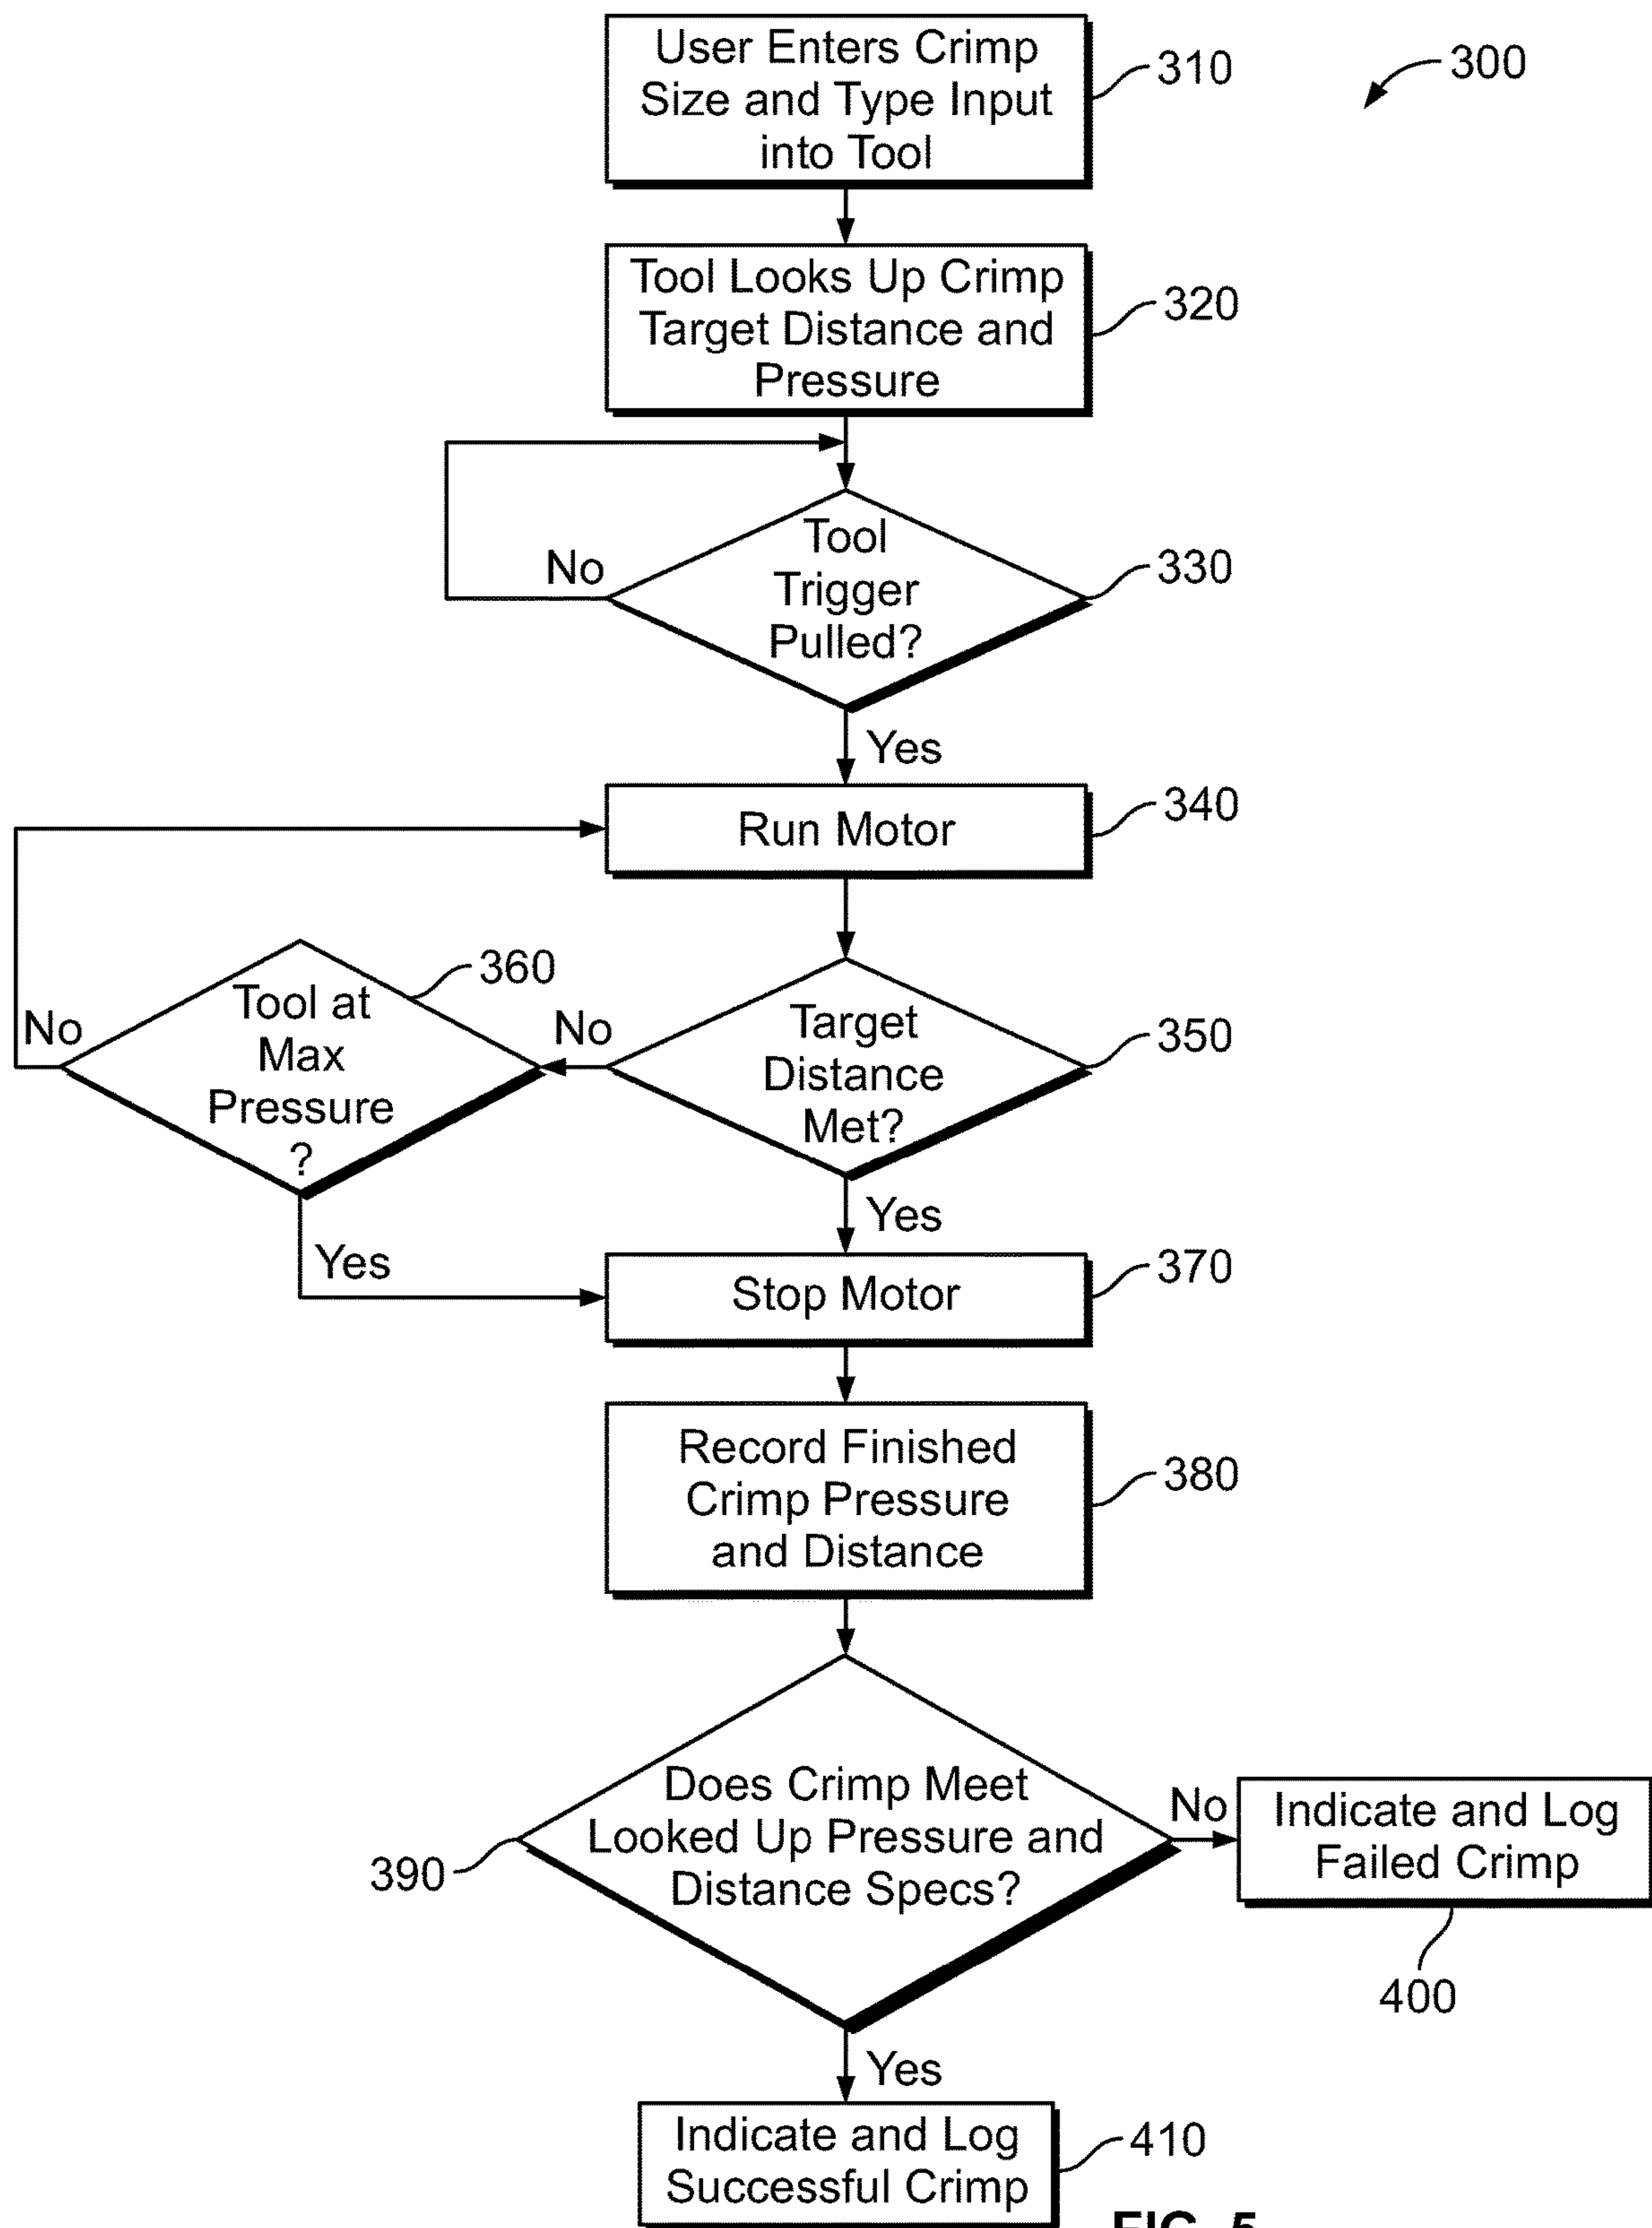 User Enters Crimp
Size and Type Input
into Tool
310
300
Tool Looks Up Crimp
Target Distance and
Pressure
320
Tool
Trigger
Pulled?
No
330
Yes
Run Motor
340
Target
Distance
Met?
350
No
Tool at
Max
Pressure
?
360
No
Yes
Yes
Stop Motor
370
Record Finished
Crimp Pressure
and Distance
380
Does Crimp Meet
Looked Up Pressure and
Distance Specs?
390
No
Indicate and Log
Failed Crimp
400
Yes
Indicate and Log
Successful Crimp
410
FIG. 5